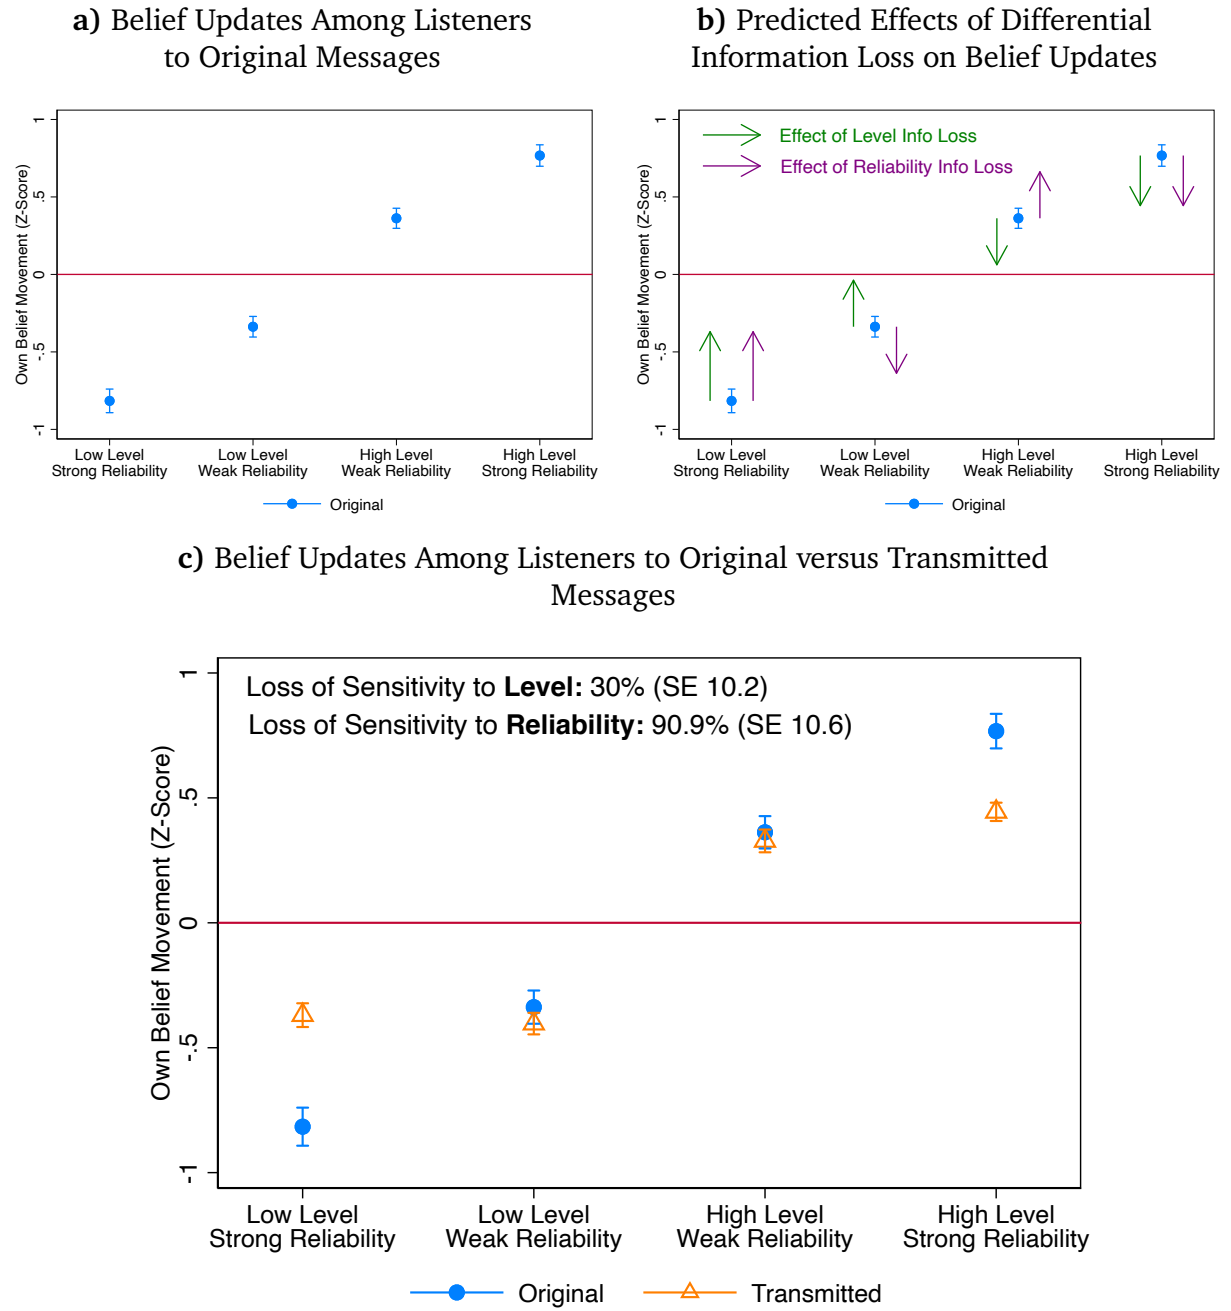 a) Belief Updates Among Listeners
to Original Messages
1
.5
0
-.5
-1
Own Belief Movement (Z-Score)
Low Level
Strong Reliability
Low Level
Weak Reliability
High Level
Weak Reliability
High Level
Strong Reliability
Original
b) Predicted Effects of Differential
Information Loss on Belief Updates
1
.5
0
-.5
-1
Own Belief Movement (Z-Score)
Effect of Level Info Loss
Effect of Reliability Info Loss
Low Level
Strong Reliability
Low Level
Weak Reliability
High Level
Weak Reliability
High Level
Strong Reliability
Original
c) Belief Updates Among Listeners to Original versus Transmitted
Messages
1
.5
0
-.5
-1
Own Belief Movement (Z-Score)
Loss of Sensitivity to Level: 30% (SE 10.2)
Loss of Sensitivity to Reliability: 90.9% (SE 10.6)
Low Level
Strong Reliability
Low Level
Weak Reliability
High Level
Weak Reliability
High Level
Strong Reliability
Original
Transmitted